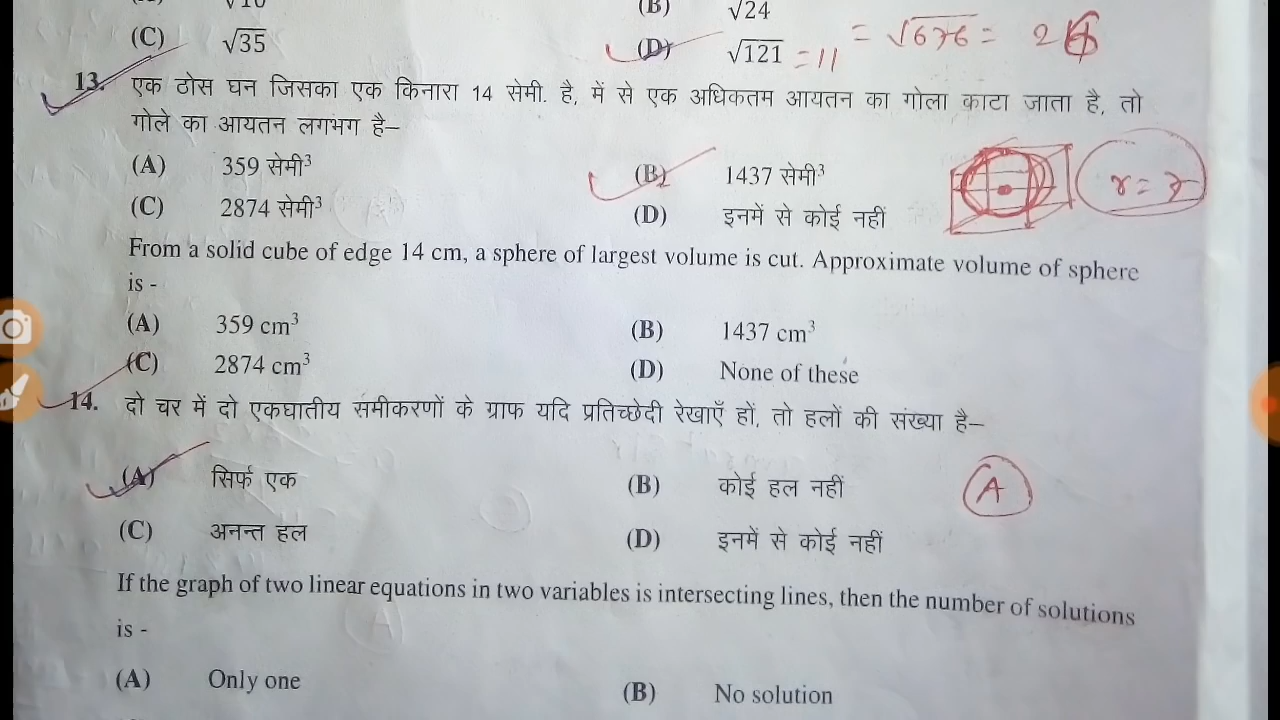 (B) √24
(C) √35 (D) √121 = 11 = √676 = 26
13. एक ठोस घन जिसका एक किनारा 14 सेमी. है, में से एक अधिकतम आयतन का गोला काटा जाता है, तो
गोले का आयतन लगभग है–
(A) 359 सेमी³ (B) 1437 सेमी³
r = 7
(C) 2874 सेमी³ (D) इनमें से कोई नहीं
From a solid cube of edge 14 cm, a sphere of largest volume is cut. Approximate volume of sphere
is -
(A) 359 cm³ (B) 1437 cm³
(C) 2874 cm³ (D) None of these
14. दो चर में दो एकघातीय समीकरणों के ग्राफ यदि प्रतिच्छेदी रेखाएँ हों, तो हलों की संख्या है–
(A) सिर्फ एक (B) कोई हल नहीं A
(C) अनन्त हल (D) इनमें से कोई नहीं
If the graph of two linear equations in two variables is intersecting lines, then the number of solutions
is -
(A) Only one (B) No solution